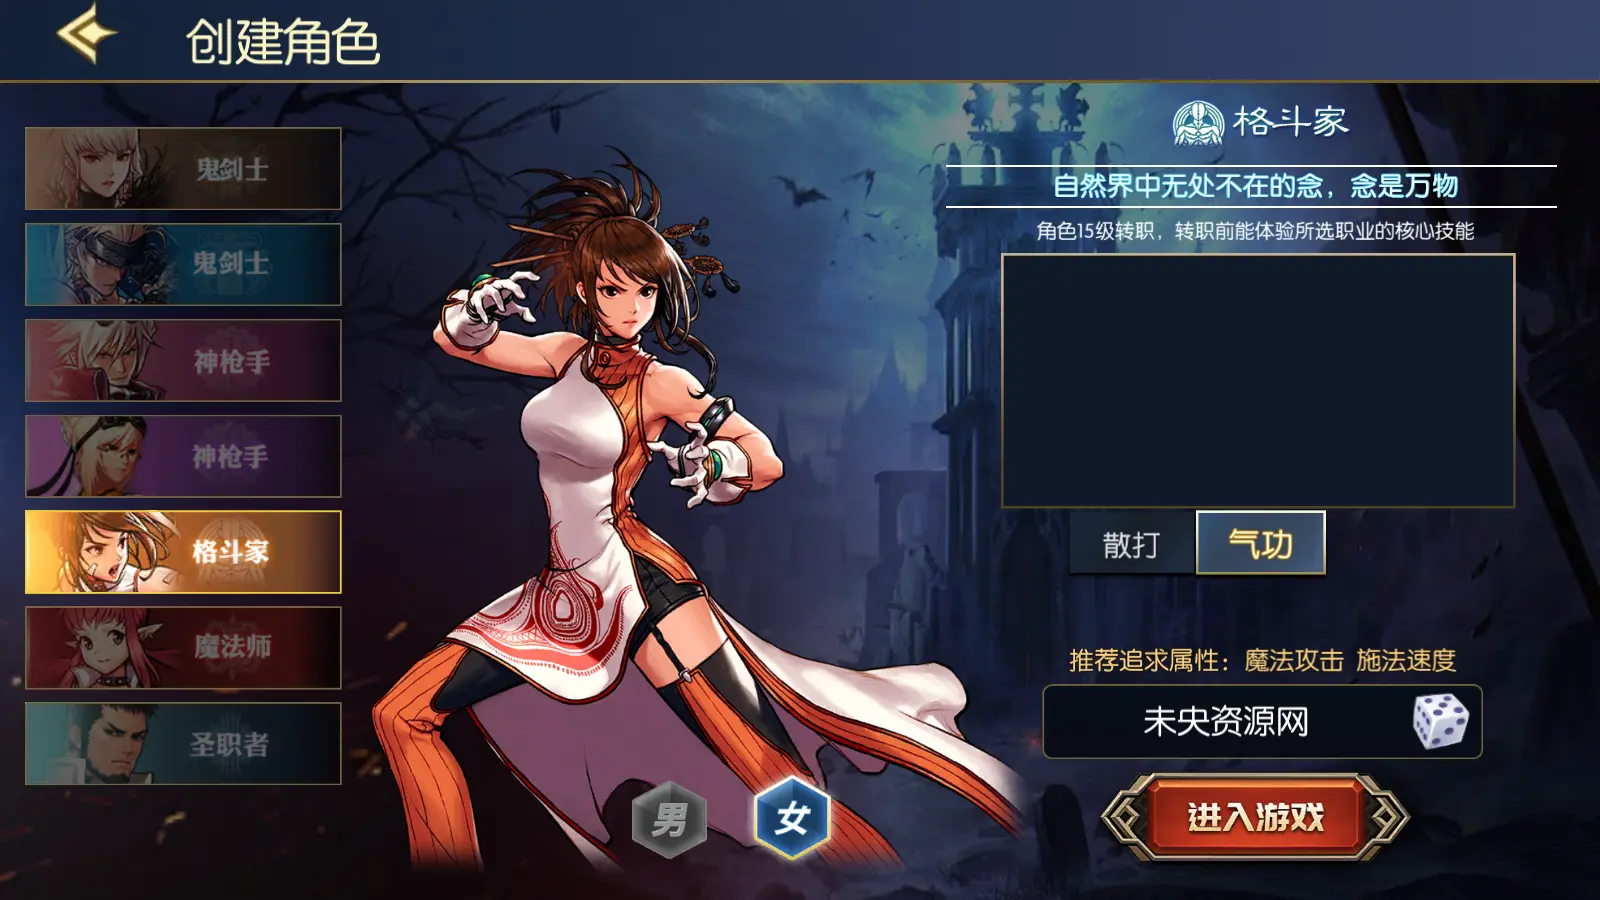 创建角色
鬼剑士
鬼剑士
神枪手
神枪手
格斗家
魔法师
圣职者
格斗家
自然界中无处不在的念，念是万物
角色15级转职，转职前能体验所选职业的核心技能
散打
气功
推荐追求属性：魔法攻击 施法速度
未央资源网
男
女
进入游戏